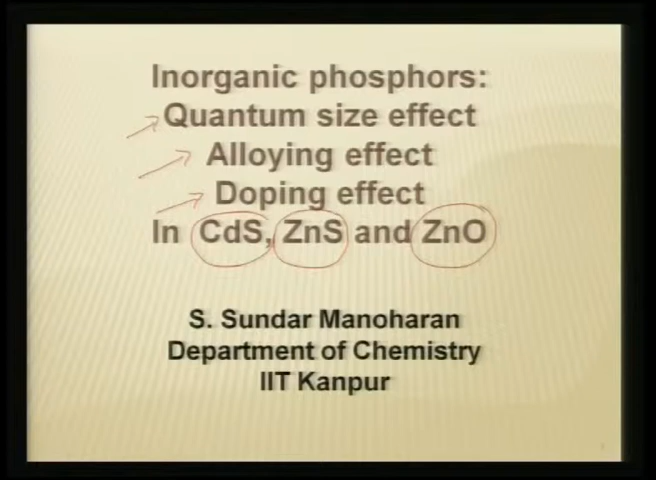 Inorganic phosphors:
Quantum size effect
Alloying effect
Doping effect
In CdS, ZnS and ZnO
S. Sundar Manoharan
Department of Chemistry
IIT Kanpur